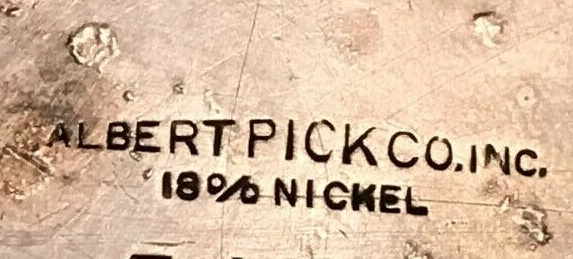 ALBERT PICK CO. INC.
18% NICKEL